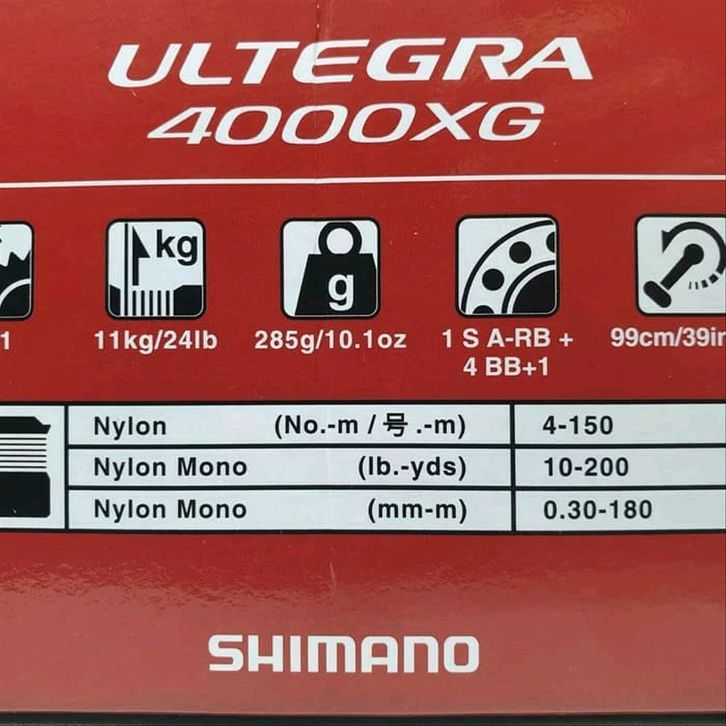 ULTEGRA
4000XG
kg
g
1
11kg/24lb
285g/10.1oz
1 S A-RB +
4 BB+1
99cm/39in
Nylon (No.-m / 号.-m) 4-150
Nylon Mono (lb.-yds) 10-200
Nylon Mono (mm-m) 0.30-180
SHIMANO